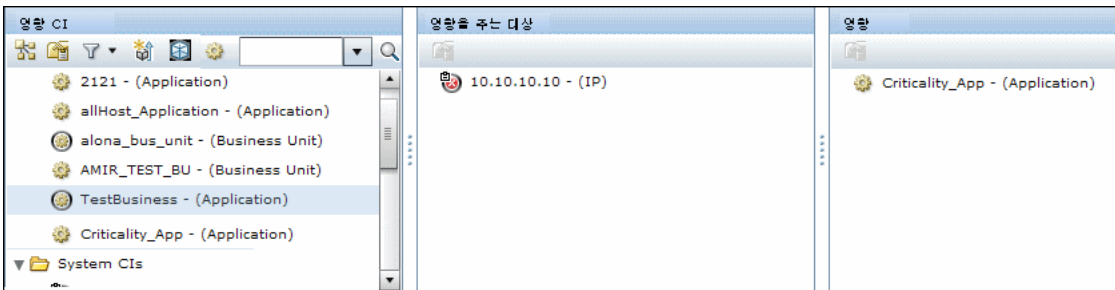 영향 CI
2121 - (Application)
allHost_Application - (Application)
alona_bus_unit - (Business Unit)
AMIR_TEST_BU - (Business Unit)
TestBusiness - (Application)
Criticality_App - (Application)
System CIs
영향을 주는 대상
10.10.10.10 - (IP)
영향
Criticality_App - (Application)